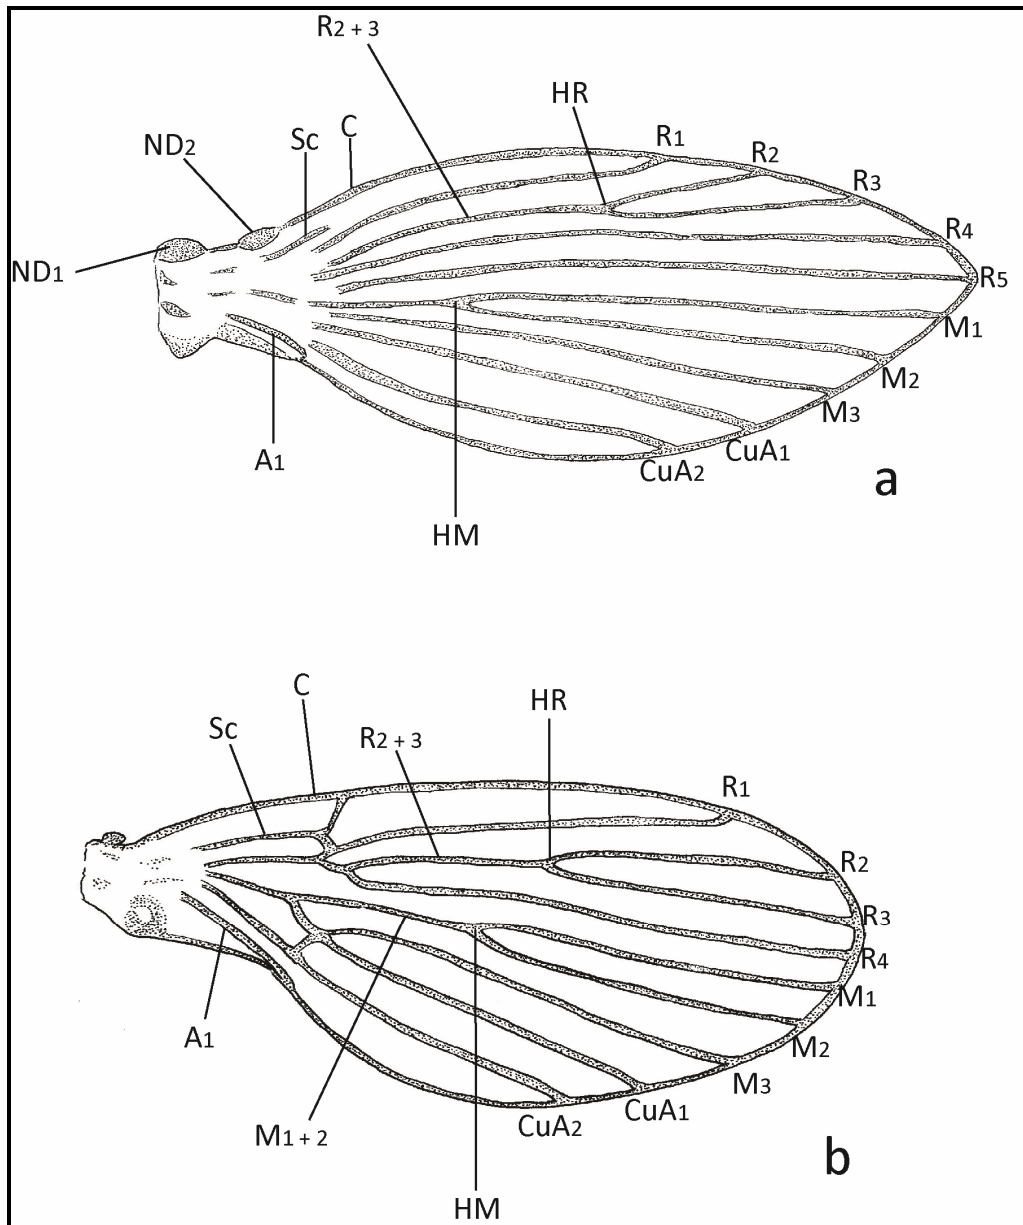 R2 + 3
HR
C
Sc
ND2
R1
R2
R3
R4
R5
ND1
M1
M2
M3
CuA1
CuA2
A1
HM
a
C
HR
Sc
R2 + 3
R1
R2
R3
R4
M1
M2
M3
CuA1
CuA2
A1
M1 + 2
HM
b